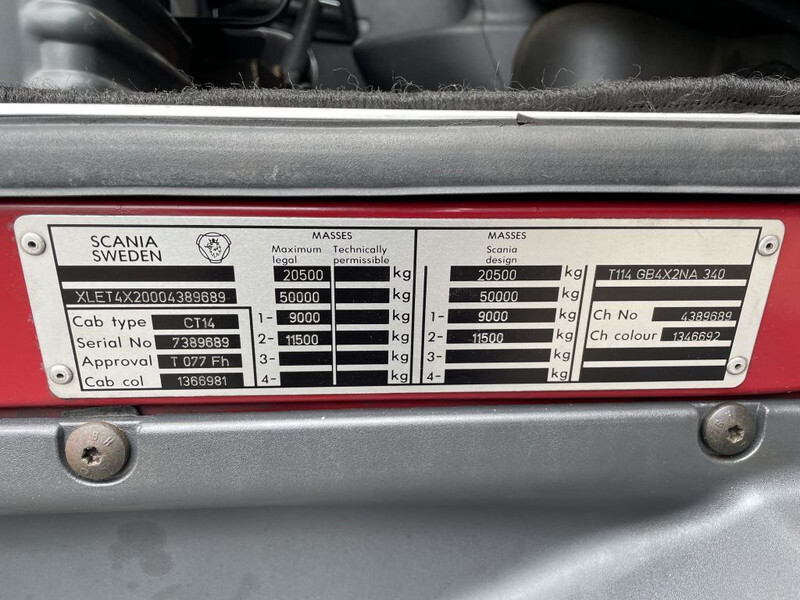 SCANIA
SWEDEN
MASSES
Maximum legal
Technically permissible
MASSES
Scania design
20500 kg
20500 kg
T114 GB4X2NA 340
XLET4X20004389689
50000 kg
50000 kg
Cab type CT14
1- 9000 kg
1- 9000 kg
Ch No 4389689
Serial No 7389689
2- 11500 kg
2- 11500 kg
Ch colour 1346692
Approval T 077 Fh
3- kg
3- kg
Cab col 1366981
4- kg
4- kg